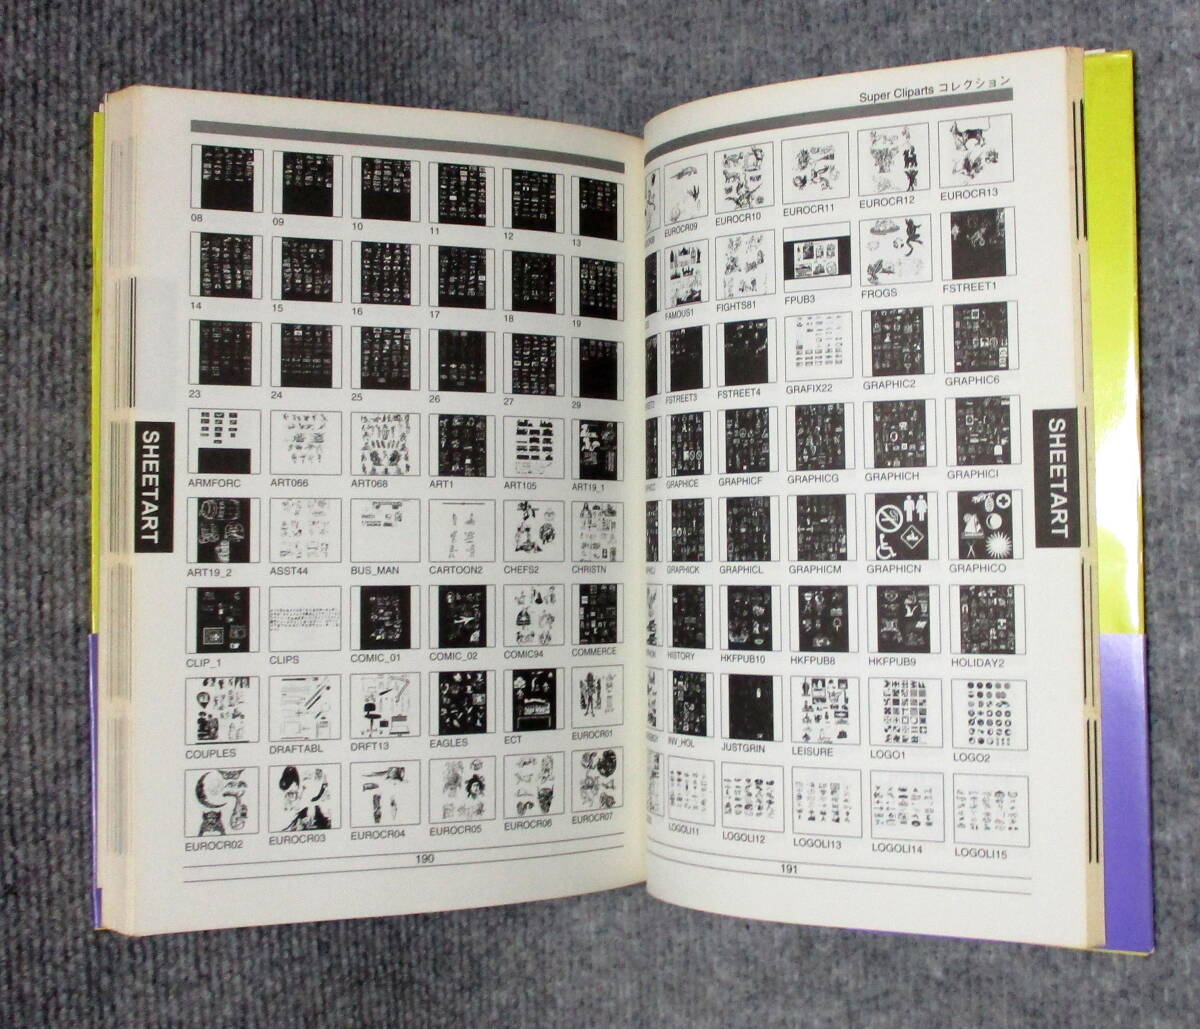 08 09 10 11 12 13
14 15 16 17 18 19
23 24 25 26 27 29
ARMFORC ART066 ART068 ART1 ART105 ART19_1
ART19_2 ASST44 BUS_MAN CARTOON2 CHEFS2 CHRISTN
CLIP_1 CLIPS COMIC_01 COMIC_02 COMIC94 COMMERCE
COUPLES DRAFTABL DRFT13 EAGLES ECT EUROCR01
EUROCR02 EUROCR03 EUROCR04 EUROCR05 EUROCR06 EUROCR07
SHEETART
190
Super Cliparts コレクション
EUROCR09 EUROCR10 EUROCR11 EUROCR12 EUROCR13
FAMOUS1 FIGHTS81 FPUB3 FROGS FSTREET1
FSTREET3 FSTREET4 GRAFIX22 GRAPHIC2 GRAPHIC6
GRAPHICE GRAPHICF GRAPHICG GRAPHICH GRAPHICI
GRAPHICK GRAPHICL GRAPHICM GRAPHICN GRAPHICO
HISTORY HKFPUB10 HKFPUB8 HKFPUB9 HOLIDAY2
INV_HOL JUSTGRIN LEISURE LOGO1 LOGO2
LOGOLI11 LOGOLI12 LOGOLI13 LOGOLI14 LOGOLI15
SHEETART
191